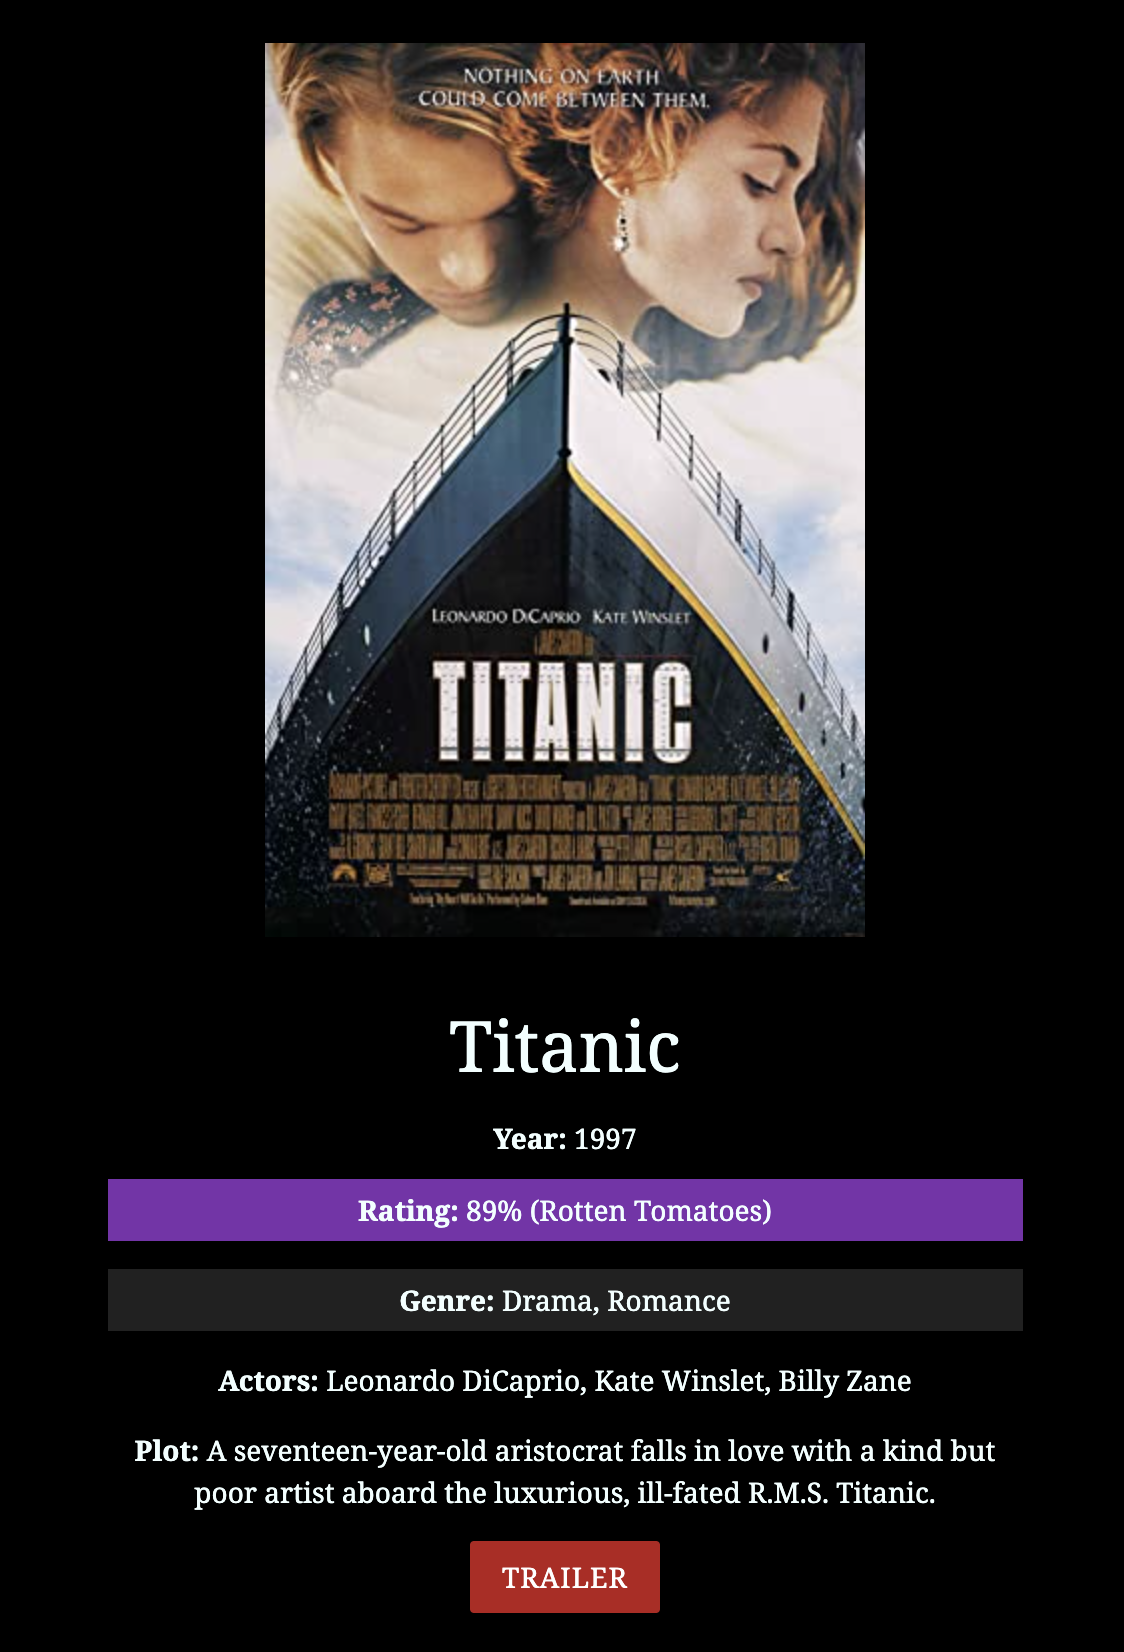 NOTHING ON EARTH
COULD COME BETWEEN THEM.
LEONARDO DICAPRIO KATE WINSLET
TITANIC
Titanic
Year: 1997
Rating: 89% (Rotten Tomatoes)
Genre: Drama, Romance
Actors: Leonardo DiCaprio, Kate Winslet, Billy Zane
Plot: A seventeen-year-old aristocrat falls in love with a kind but
poor artist aboard the luxurious, ill-fated R.M.S. Titanic.
TRAILER